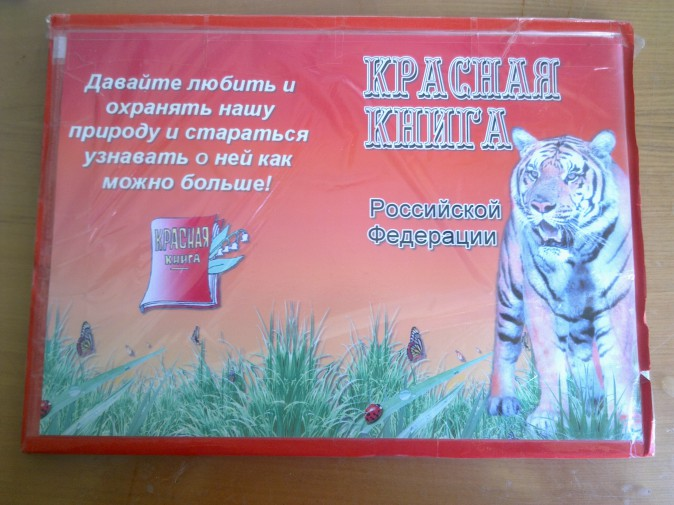 Давайте любить и
охранять нашу
природу и стараться
узнавать о ней как
можно больше!
КРАСНАЯ
КНИГА
КРАСНАЯ
КНИГА
Российской
Федерации